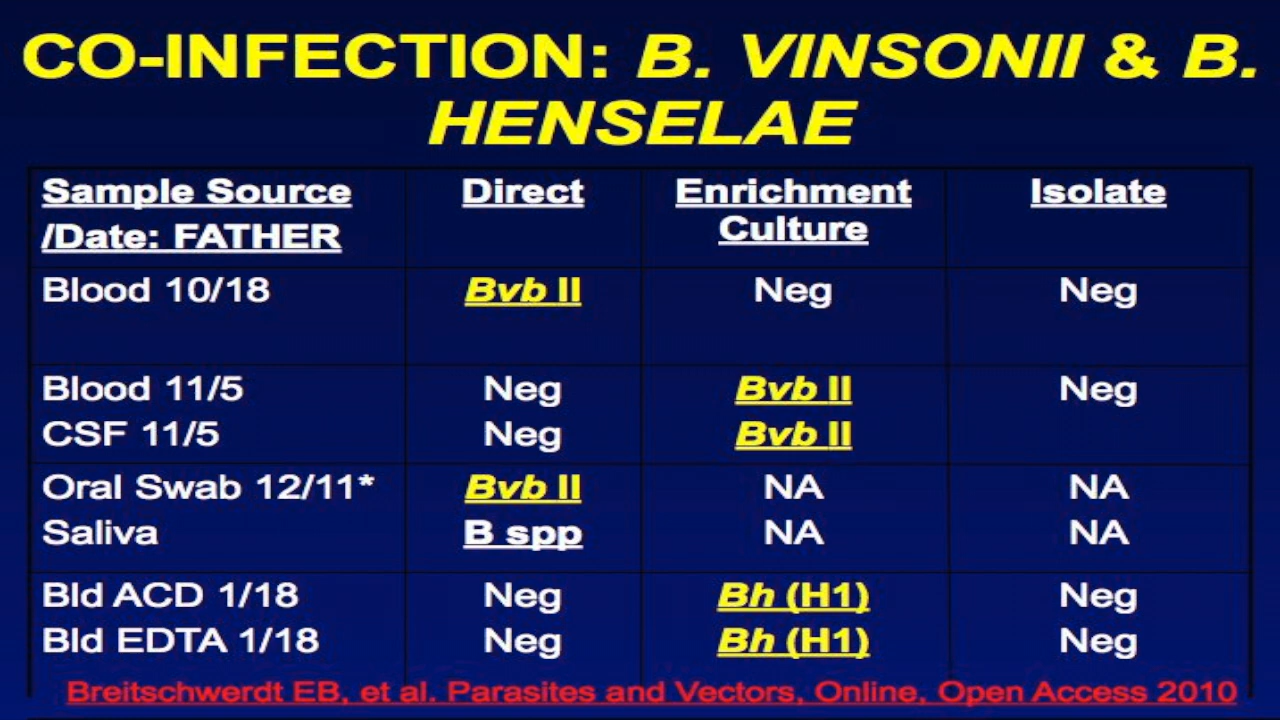 CO-INFECTION: B. VINSONII & B.
HENSELAE
Sample Source /Date: FATHER Direct Enrichment Culture Isolate
Blood 10/18 Bvb II Neg Neg
Blood 11/5 Neg Bvb II Neg
CSF 11/5 Neg Bvb II
Oral Swab 12/11* Bvb II NA NA
Saliva B spp NA NA
Bld ACD 1/18 Neg Bh (H1) Neg
Bld EDTA 1/18 Neg Bh (H1) Neg
Breitschwerdt EB, et al. Parasites and Vectors, Online, Open Access 2010